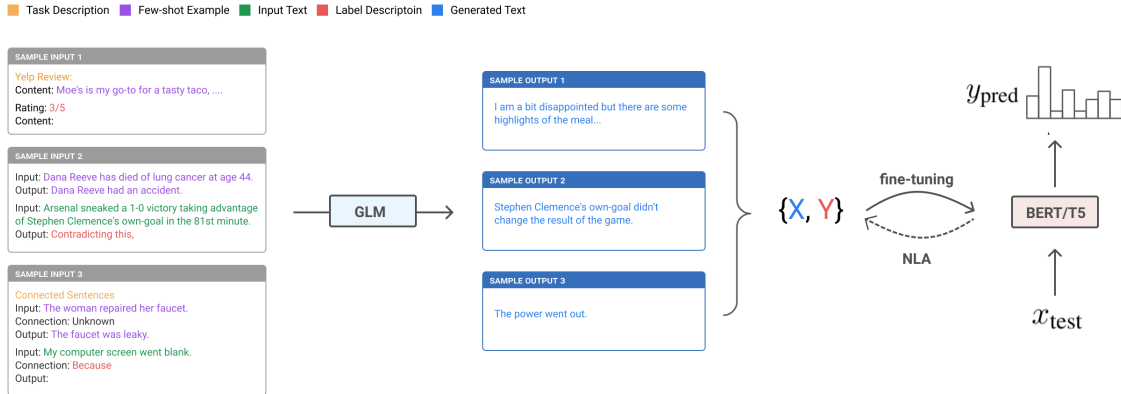 Task Description Few-shot Example Input Text Label Descriptoin Generated Text
SAMPLE INPUT 1
Yelp Review:
Content: Moe's is my go-to for a tasty taco, ....
Rating: 3/5
Content:
SAMPLE INPUT 2
Input: Dana Reeve has died of lung cancer at age 44.
Output: Dana Reeve had an accident.
Input: Arsenal sneaked a 1-0 victory taking advantage
of Stephen Clemence's own-goal in the 81st minute.
Output: Contradicting this,
SAMPLE INPUT 3
Connected Sentences
Input: The woman repaired her faucet.
Connection: Unknown
Output: The faucet was leaky.
Input: My computer screen went blank.
Connection: Because
Output:
GLM
SAMPLE OUTPUT 1
I am a bit disappointed but there are some
highlights of the meal...
SAMPLE OUTPUT 2
Stephen Clemence's own-goal didn't
change the result of the game.
SAMPLE OUTPUT 3
The power went out.
{X, Y}
fine-tuning
NLA
y_pred
BERT/T5
x_test